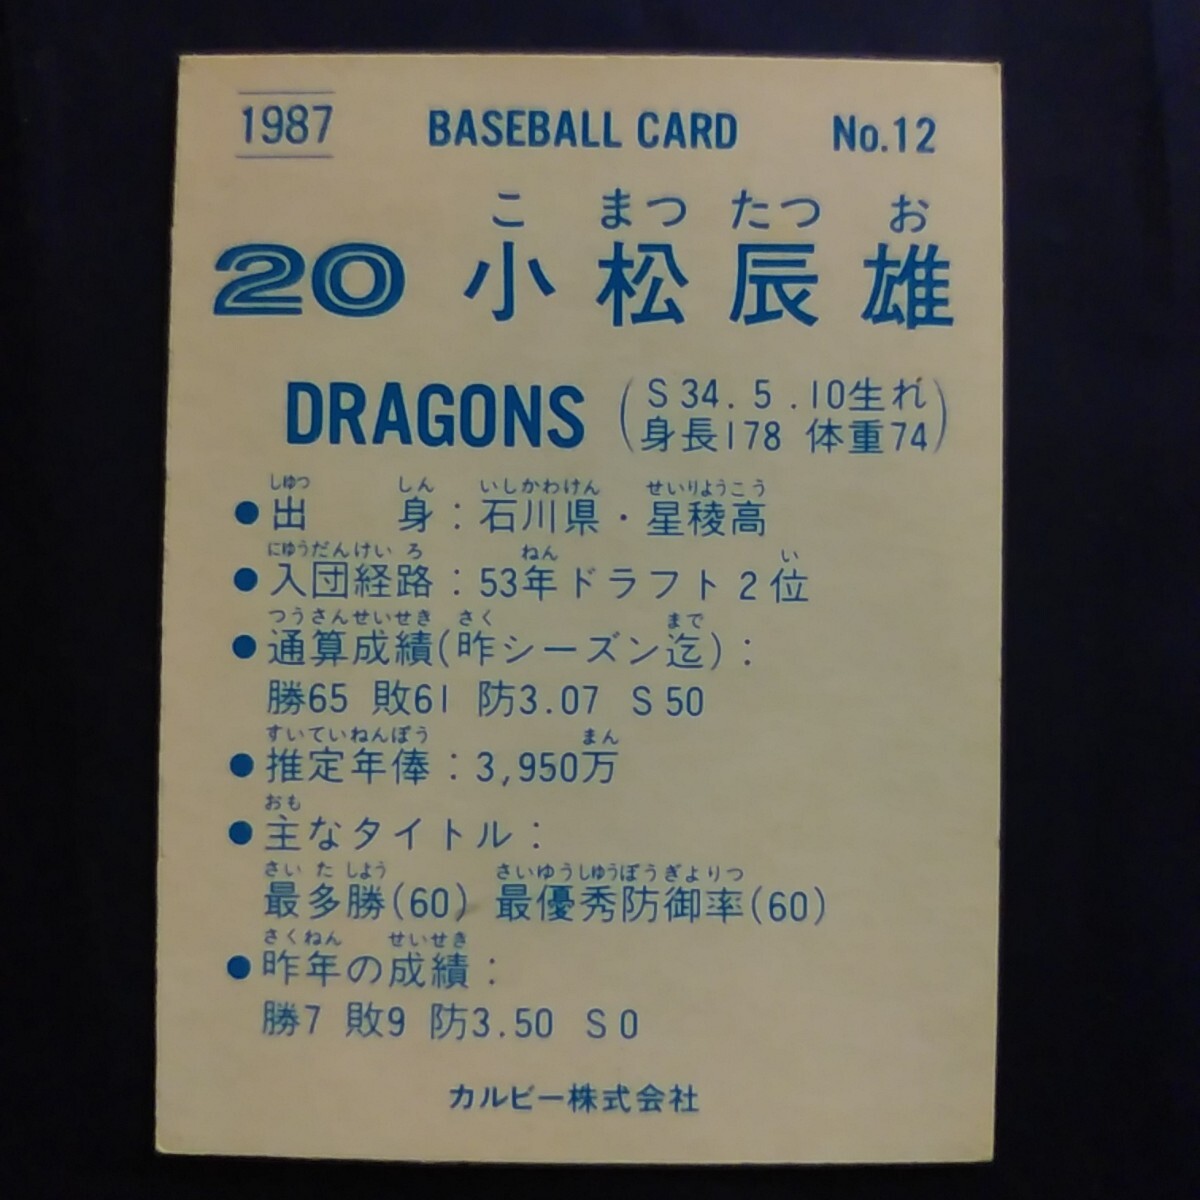 1987 BASEBALL CARD No.12
こ まつ たつ お
20 小松辰雄
DRAGONS (S34.5.10生れ
身長178 体重74)
しゆつ しん いしかわけん せいりようこう
●出 身：石川県・星稜高
にゆうだんけいろ ねん い
●入団経路：53年ドラフト2位
つうさんせいせき さく まで
●通算成績(昨シーズン迄)：
勝65 敗61 防3.07 S50
すいていねんぽう まん
●推定年俸：3,950万
おも
●主なタイトル：
さいたしよう さいゆうしゆうぼうぎよりつ
最多勝(60) 最優秀防御率(60)
さくねん せいせき
●昨年の成績：
勝7 敗9 防3.50 S0
カルビー株式会社